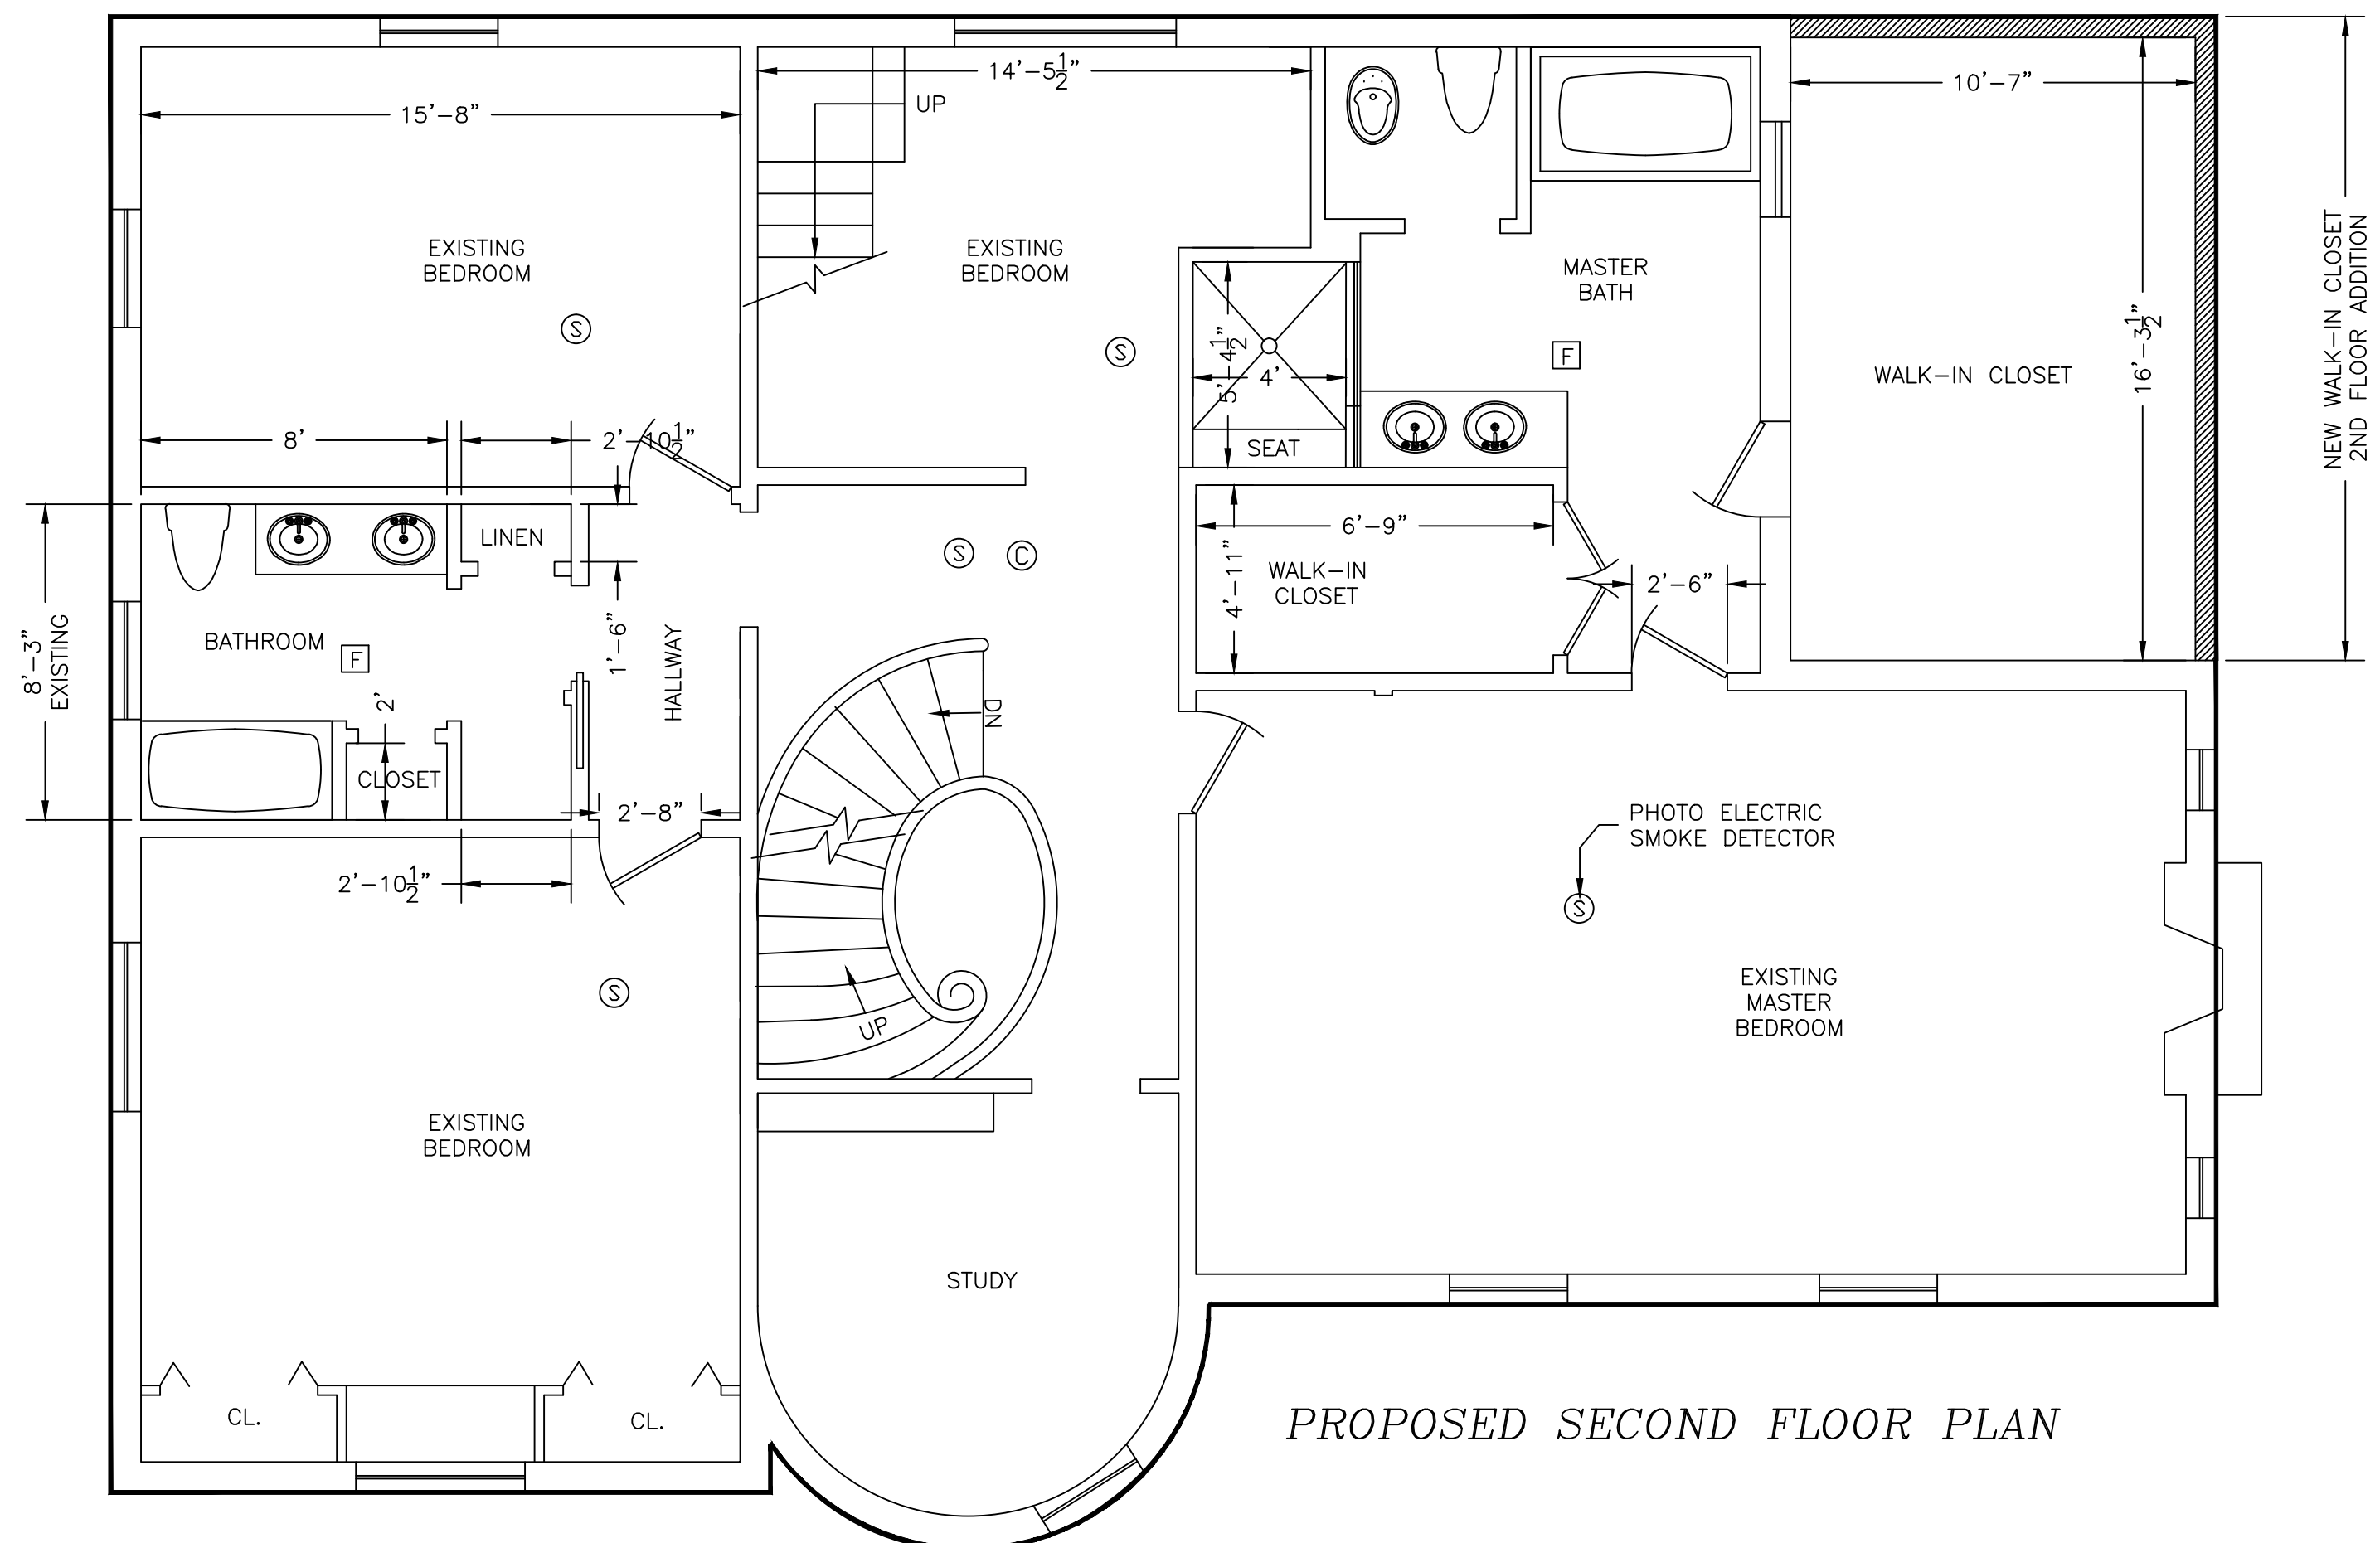 14'-5 1/2"
10'-7"
15'-8"
UP
EXISTING
BEDROOM
EXISTING
BEDROOM
MASTER
BATH
NEW WALK-IN CLOSET
2ND FLOOR ADDITION
16'-3 1/2"
S
S
F
5'-4 1/2"
4'
WALK-IN CLOSET
8'
2'-10 1/2"
SEAT
LINEN
6'-9"
S
C
4'-11"
WALK-IN
CLOSET
2'-6"
8'-3"
EXISTING
BATHROOM
F
1'-6"
HALLWAY
2'
DN
CLOSET
2'-8"
PHOTO ELECTRIC
SMOKE DETECTOR
2'-10 1/2"
S
S
UP
EXISTING
MASTER
BEDROOM
EXISTING
BEDROOM
STUDY
CL.
CL.
PROPOSED SECOND FLOOR PLAN